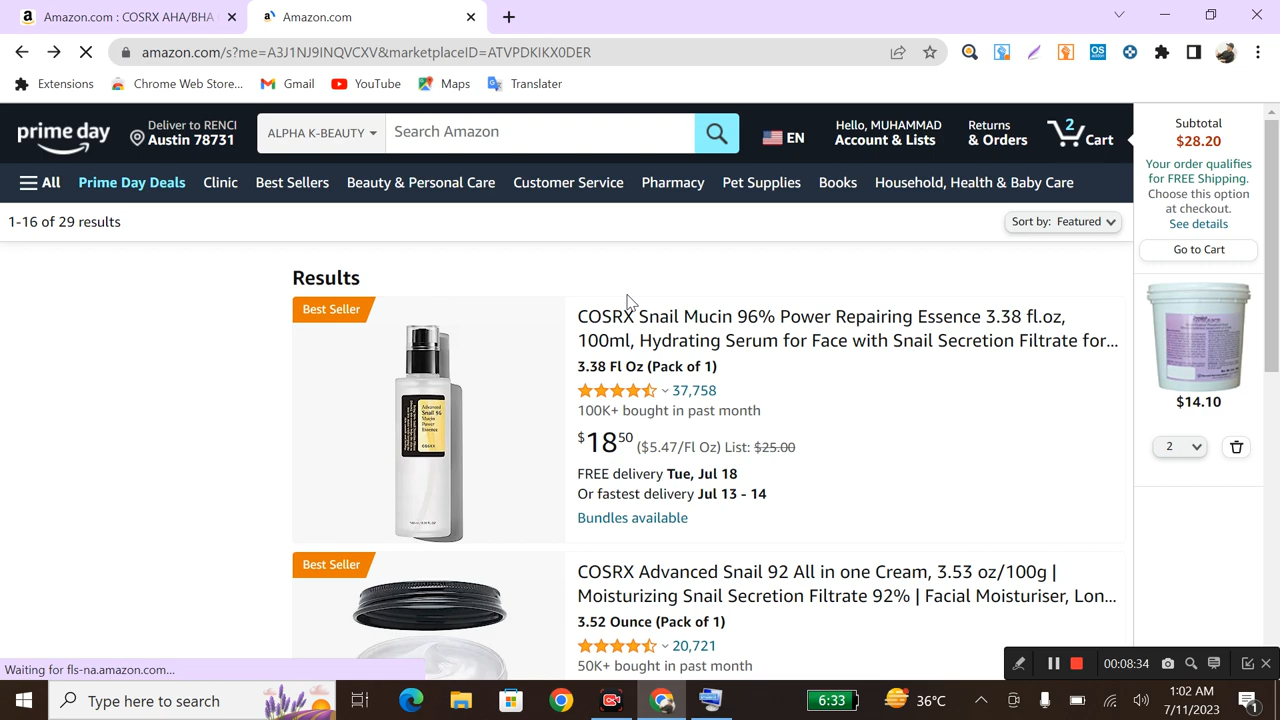 Amazon.com : COSRX AHA/BHA
Amazon.com
amazon.com/s?me=A3J1NJ9INQVCXV&marketplaceID=ATVPDKIKX0DER
Extensions
Chrome Web Store...
Gmail
YouTube
Maps
Translater
prime day
Deliver to RENCI
Austin 78731
ALPHA K-BEAUTY
Search Amazon
EN
Hello, MUHAMMAD
Account & Lists
Returns
& Orders
2
Cart
All
Prime Day Deals
Clinic
Best Sellers
Beauty & Personal Care
Customer Service
Pharmacy
Pet Supplies
Books
Household, Health & Baby Care
Subtotal
$28.20
Your order qualifies
for FREE Shipping.
Choose this option
at checkout.
See details
Go to Cart
$14.10
2
1-16 of 29 results
Sort by: Featured
Results
Best Seller
Advanced
Snail 96
Mucin
Power
Essence
COSRX
COSRX Snail Mucin 96% Power Repairing Essence 3.38 fl.oz,
100ml, Hydrating Serum for Face with Snail Secretion Filtrate for...
3.38 Fl Oz (Pack of 1)
37,758
100K+ bought in past month
$18.50 ($5.47/Fl Oz) List: $25.00
FREE delivery Tue, Jul 18
Or fastest delivery Jul 13 - 14
Bundles available
Best Seller
COSRX Advanced Snail 92 All in one Cream, 3.53 oz/100g |
Moisturizing Snail Secretion Filtrate 92% | Facial Moisturiser, Lon...
3.52 Ounce (Pack of 1)
20,721
50K+ bought in past month
Waiting for fls-na.amazon.com...
00:08:34
Type here to search
6:33
36°C
1:02 AM
7/11/2023
1